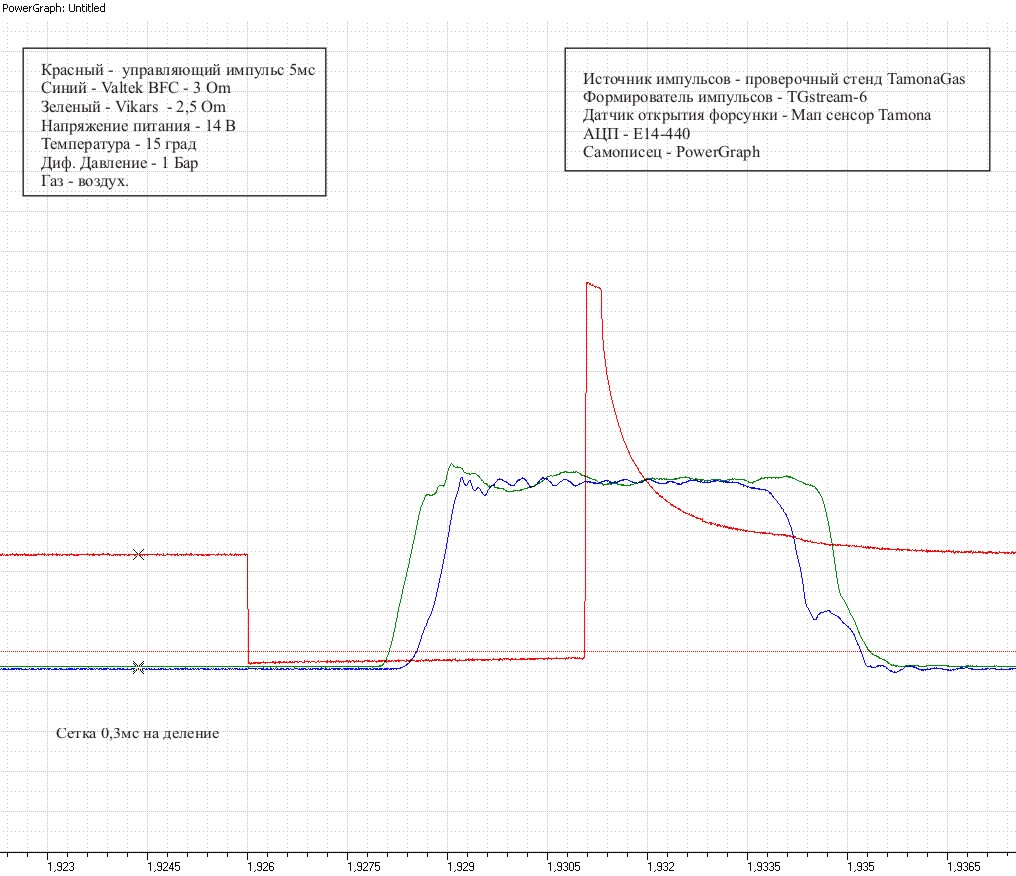 PowerGraph: Untitled
Красный - управляющий импульс 5мс
Синий - Valtek BFC - 3 Om
Зеленый - Vikars - 2,5 Om
Напряжение питания - 14 В
Температура - 15 град
Диф. Давление - 1 Бар
Газ - воздух.
Источник импульсов - проверочный стенд TamonaGas
Формирователь импульсов - TGstream-6
Датчик открытия форсунки - Мап сенсор Tamona
АЦП - E14-440
Самописец - PowerGraph
Сетка 0,3мс на деление
1,923 1,9245 1,926 1,9275 1,929 1,9305 1,932 1,9335 1,935 1,9365